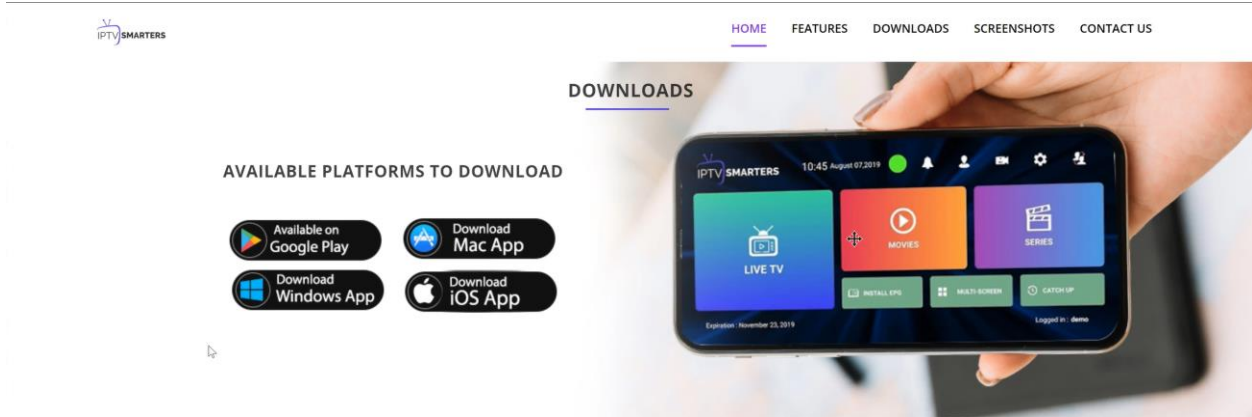 IPTV SMARTERS
HOME FEATURES DOWNLOADS SCREENSHOTS CONTACT US
DOWNLOADS
AVAILABLE PLATFORMS TO DOWNLOAD
Available on
Google Play
Download
Mac App
Download
Windows App
Download
iOS App
IPTV SMARTERS 10:45 August 07,2019
LIVE TV
MOVIES
SERIES
INSTALL EPG
MULTI-SCREEN
CATCH UP
Expiration : November 23, 2019
Logged in : demo